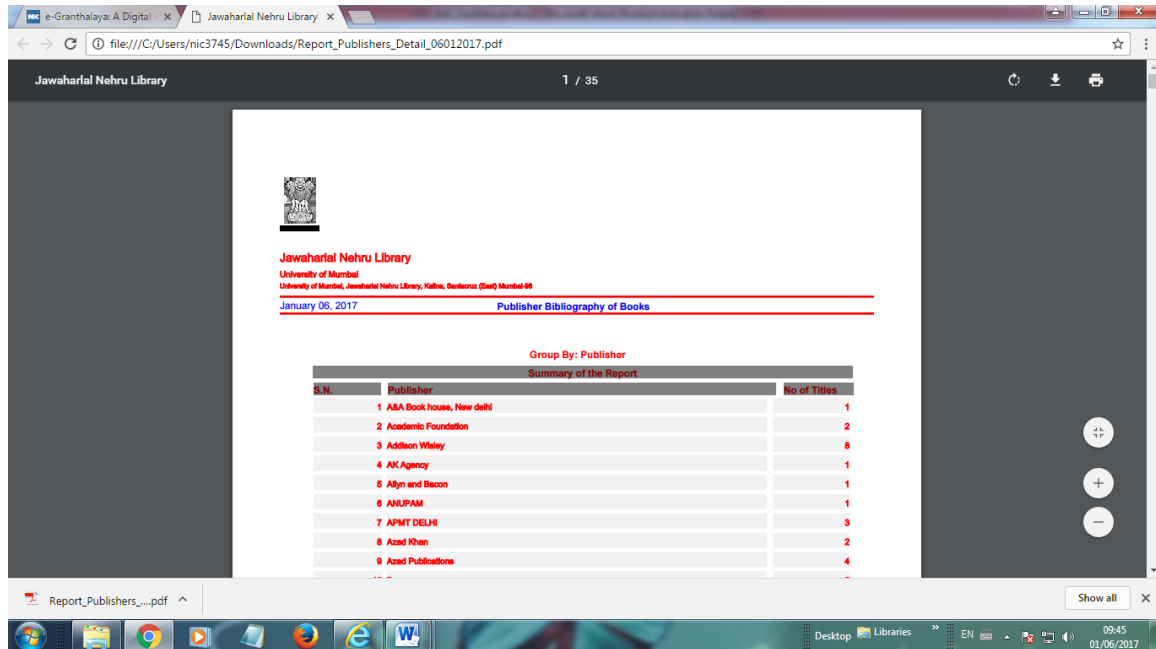 e-Granthalaya: A Digital
Jawaharlal Nehru Library
file:///C:/Users/nic3745/Downloads/Report_Publishers_Detail_06012017.pdf
Jawaharlal Nehru Library
1 / 35
Jawaharlal Nehru Library
University of Mumbai
University of Mumbai, Jawaharlal Nehru Library, Kalina, Santacruz (East) Mumbai-98
January 06, 2017 Publisher Bibliography of Books
Group By: Publisher
Summary of the Report
S.N. Publisher No of Titles
1 A&A Book house, New delhi 1
2 Academic Foundation 2
3 Addison Wisley 8
4 AK Agency 1
5 Allyn and Bacon 1
6 ANUPAM 1
7 APMT DELHI 3
8 Azad Khan 2
9 Azad Publications 4
Report_Publishers_....pdf
Show all
Desktop Libraries » EN 09:45
01/06/2017